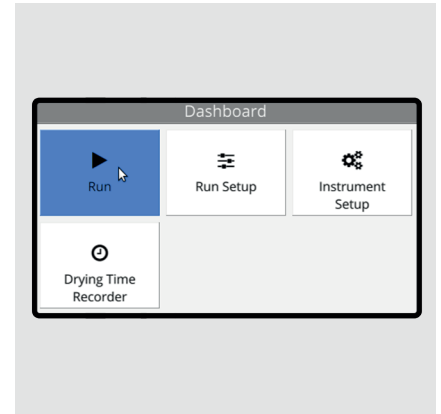 Dashboard
Run
Run Setup
Instrument
Setup
Drying Time
Recorder